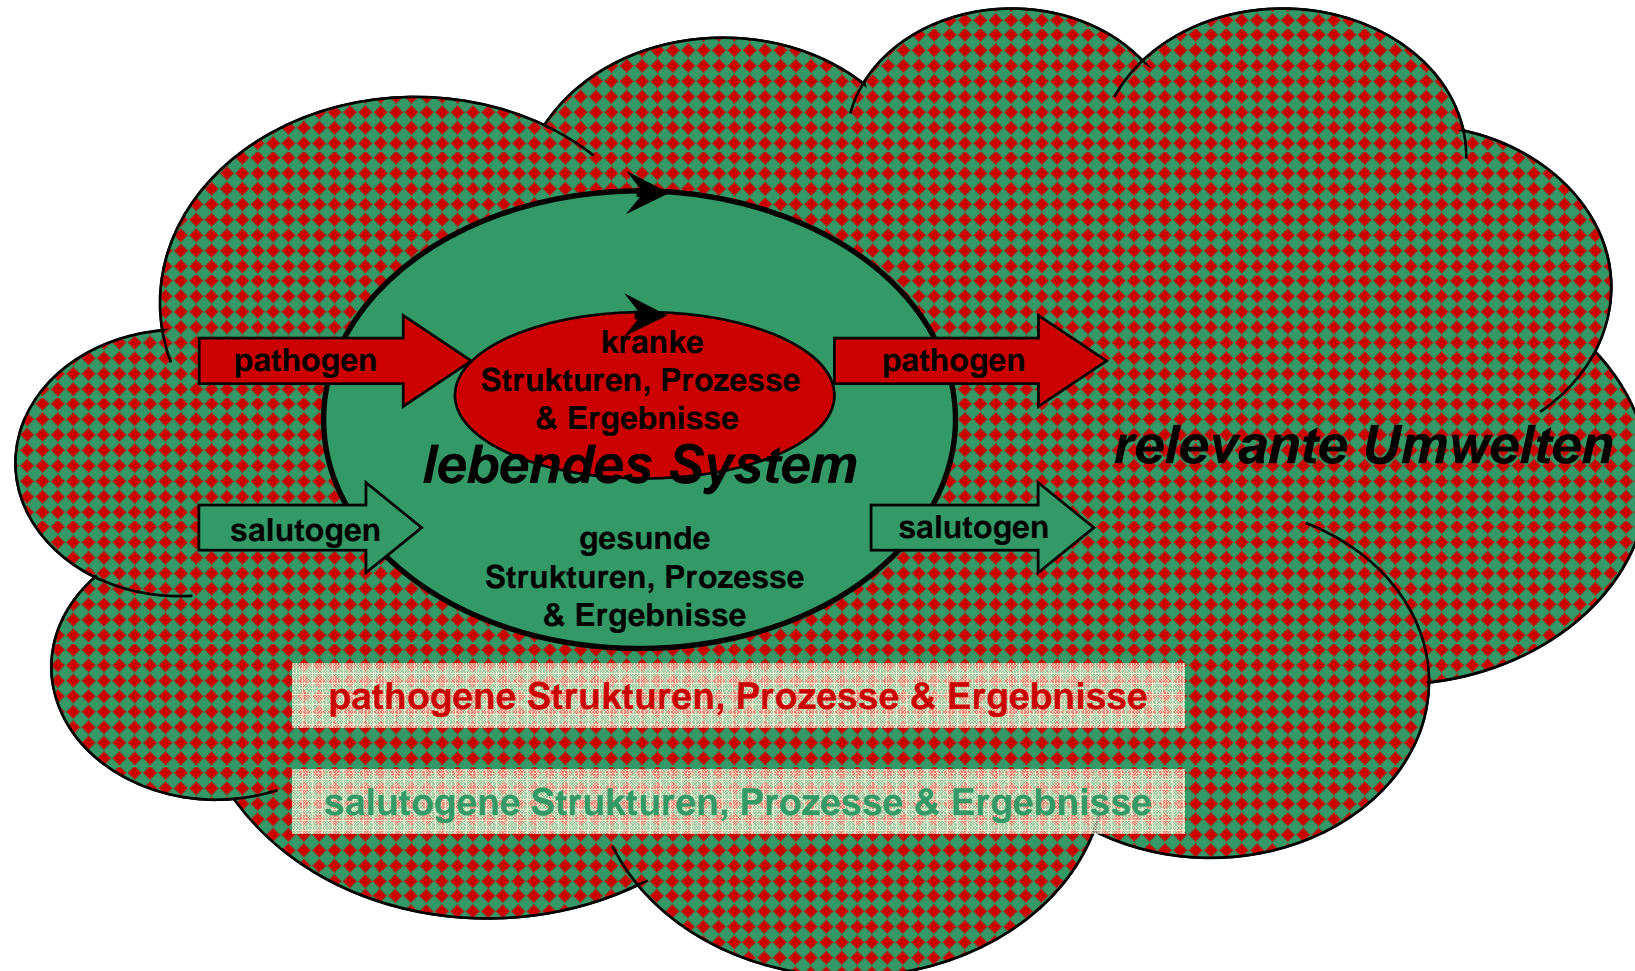 pathogen
kranke
Strukturen, Prozesse
& Ergebnisse
pathogen
lebendes System
relevante Umwelten
salutogen
gesunde
Strukturen, Prozesse
& Ergebnisse
salutogen
pathogene Strukturen, Prozesse & Ergebnisse
salutogene Strukturen, Prozesse & Ergebnisse